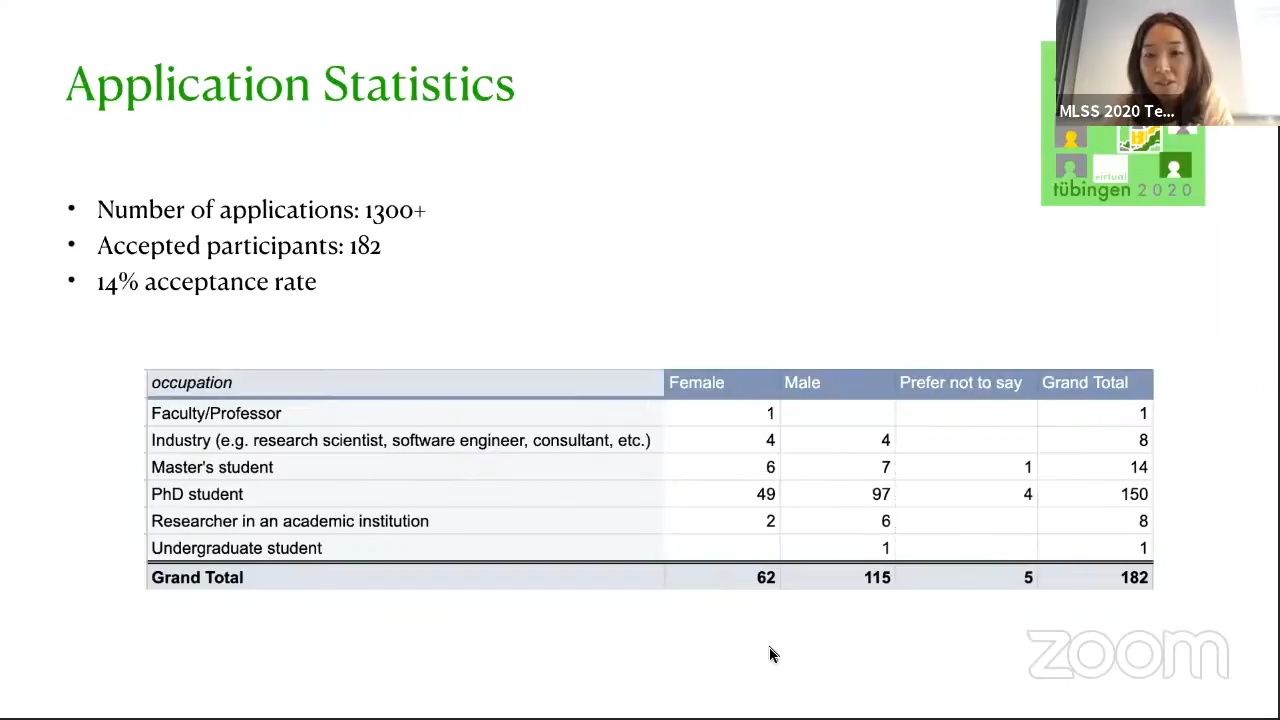 Application Statistics
MLSS 2020 Te...
virtual
tübingen 2020
• Number of applications: 1300+
• Accepted participants: 182
• 14% acceptance rate
occupation Female Male Prefer not to say Grand Total
Faculty/Professor 1 1
Industry (e.g. research scientist, software engineer, consultant, etc.) 4 4 8
Master's student 6 7 1 14
PhD student 49 97 4 150
Researcher in an academic institution 2 6 8
Undergraduate student 1 1
Grand Total 62 115 5 182
zoom